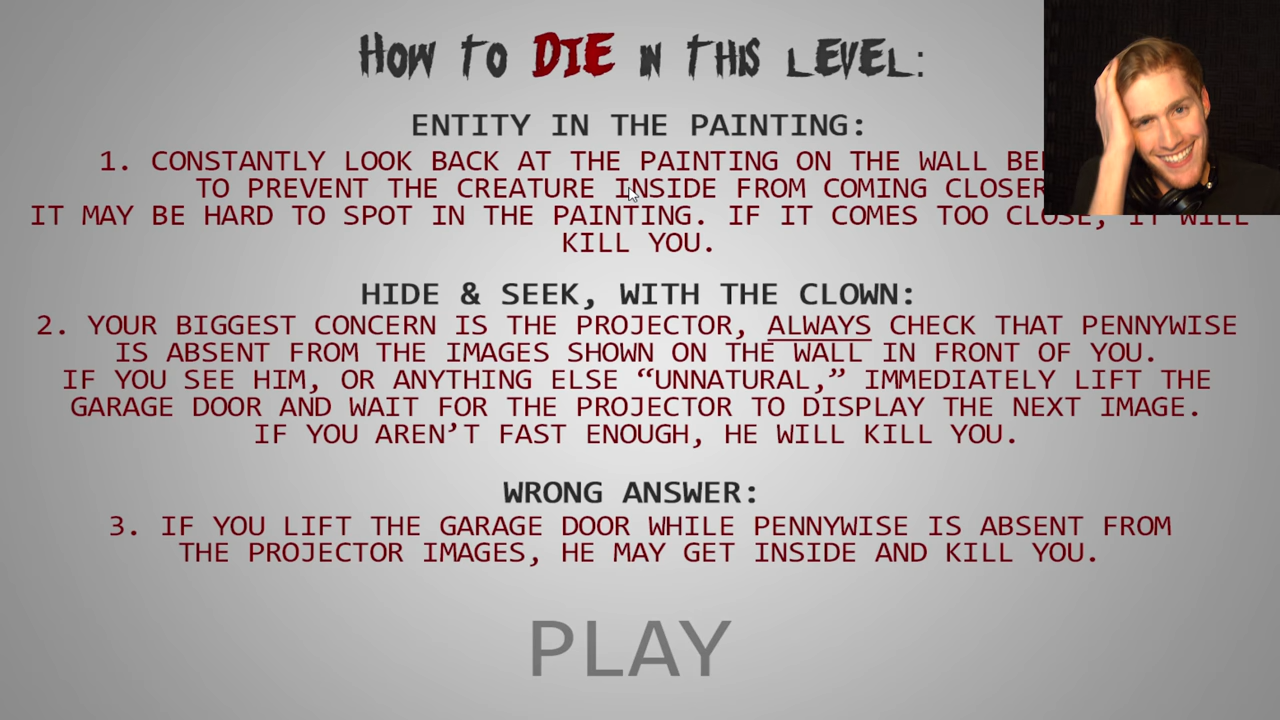 HOW TO DIE IN THIS LEVEL:
ENTITY IN THE PAINTING:
1. CONSTANTLY LOOK BACK AT THE PAINTING ON THE WALL
TO PREVENT THE CREATURE INSIDE FROM COMING CLOSER
IT MAY BE HARD TO SPOT IN THE PAINTING. IF IT COMES TOO CLOSE, IT WILL
KILL YOU.
HIDE & SEEK, WITH THE CLOWN:
2. YOUR BIGGEST CONCERN IS THE PROJECTOR, ALWAYS CHECK THAT PENNYWISE
IS ABSENT FROM THE IMAGES SHOWN ON THE WALL IN FRONT OF YOU.
IF YOU SEE HIM, OR ANYTHING ELSE “UNNATURAL,” IMMEDIATELY LIFT THE
GARAGE DOOR AND WAIT FOR THE PROJECTOR TO DISPLAY THE NEXT IMAGE.
IF YOU AREN’T FAST ENOUGH, HE WILL KILL YOU.
WRONG ANSWER:
3. IF YOU LIFT THE GARAGE DOOR WHILE PENNYWISE IS ABSENT FROM
THE PROJECTOR IMAGES, HE MAY GET INSIDE AND KILL YOU.
PLAY